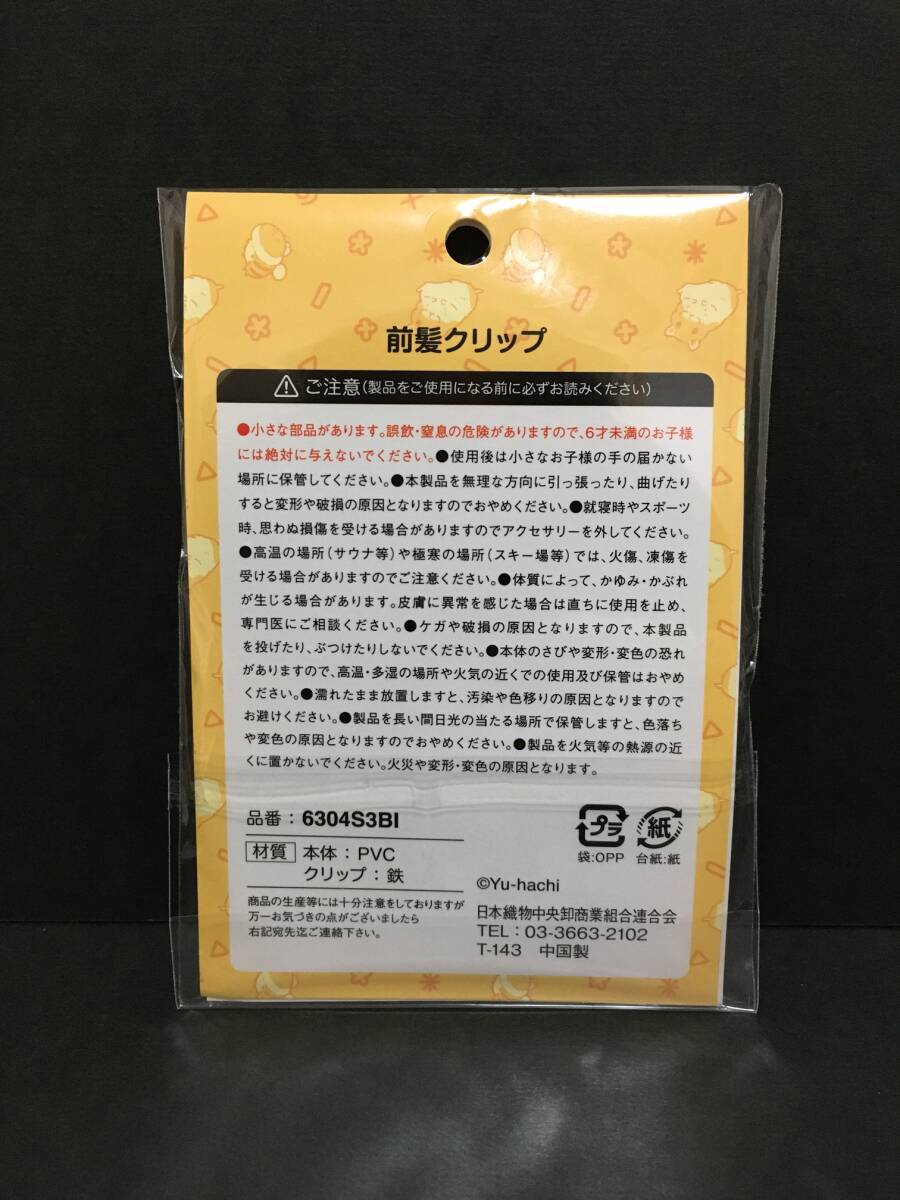 前髪クリップ
ご注意(製品をご使用になる前に必ずお読みください)
●小さな部品があります。誤飲・窒息の危険がありますので、6才未満のお子様
には絶対に与えないでください。●使用後は小さなお子様の手の届かない
場所に保管してください。●本製品を無理な方向に引っ張ったり、曲げたり
すると変形や破損の原因となりますのでおやめください。●就寝時やスポーツ
時、思わぬ損傷を受ける場合がありますのでアクセサリーを外してください。
●高温の場所(サウナ等)や極寒の場所(スキー場等)では、火傷、凍傷を
受ける場合がありますのでご注意ください。●体質によって、かゆみ・かぶれ
が生じる場合があります。皮膚に異常を感じた場合は直ちに使用を止め、
専門医にご相談ください。●ケガや破損の原因となりますので、本製品
を投げたり、ぶつけたりしないでください。●本体のさびや変形・変色の恐れ
がありますので、高温・多湿の場所や火気の近くでの使用及び保管はおやめ
ください。●濡れたまま放置しますと、汚染や色移りの原因となりますので
お避けください。●製品を長い間日光の当たる場所で保管しますと、色落ち
や変色の原因となりますのでおやめください。●製品を火気等の熱源の近
くに置かないでください。火災や変形・変色の原因となります。
品番:6304S3BI
材質 本体:PVC
クリップ:鉄
商品の生産等には十分注意をしておりますが
万一お気づきの点がございましたら
右記宛先迄ご連絡下さい。
プラ 紙
袋:OPP 台紙:紙
©Yu-hachi
日本織物中央卸商業組合連合会
TEL:03-3663-2102
T-143 中国製